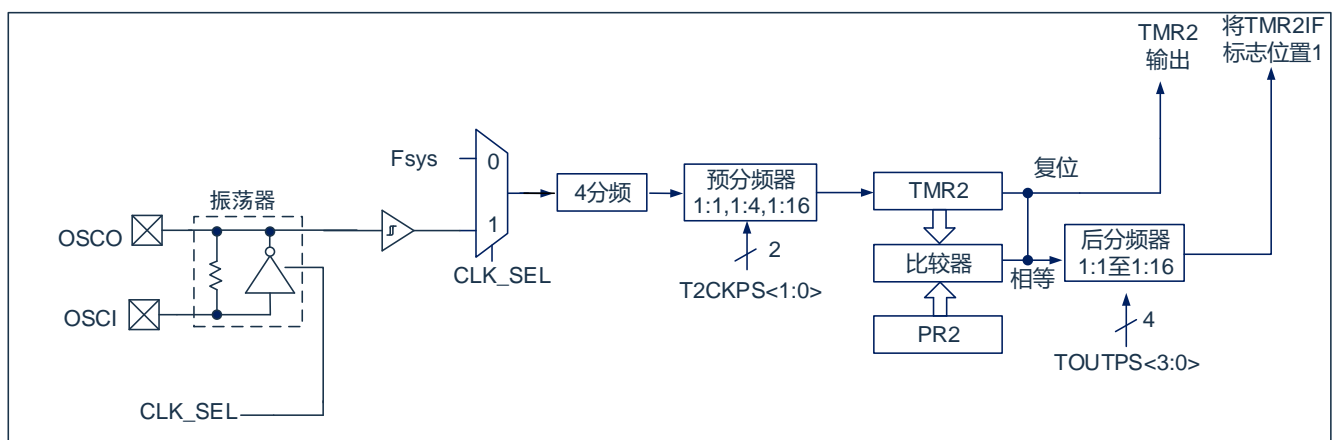 TMR2
输出
将TMR2IF
标志位置1
Fsys
0
1
4分频
预分频器
1:1,1:4,1:16
TMR2
复位
振荡器
OSCO
CLK_SEL
2
T2CKPS<1:0>
比较器
相等
后分频器
1:1至1:16
OSCI
PR2
4
TOUTPS<3:0>
CLK_SEL